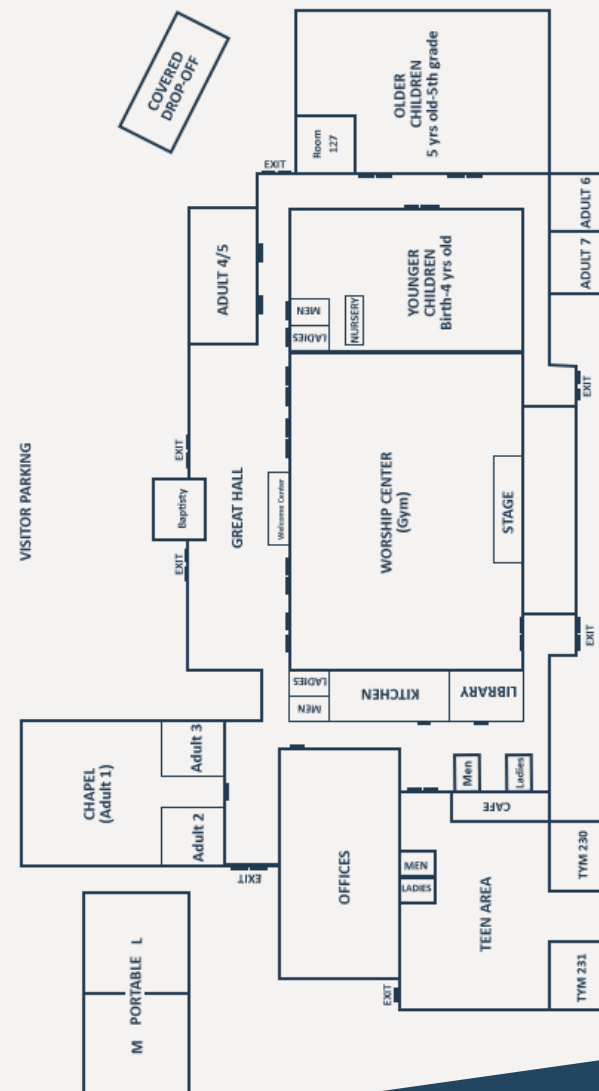 COVERED
DROP-OFF
OLDER
CHILDREN
5 yrs old-5th grade
Room
127
EXIT
ADULT 6
ADULT 7
ADULT 4/5
YOUNGER
CHILDREN
Birth-4 yrs old
MEN
LADIES
NURSERY
EXIT
VISITOR PARKING
EXIT
Baptisty
EXIT
GREAT HALL
Welcome Center
WORSHIP CENTER
(Gym)
STAGE
EXIT
LADIES
MEN
KITCHEN
LIBRARY
CHAPEL
(Adult 1)
Adult 3
Adult 2
EXIT
OFFICES
Men
Ladies
CAFE
MEN
LADIES
TEEN AREA
TYM 230
TYM 231
EXIT
M PORTABLE L